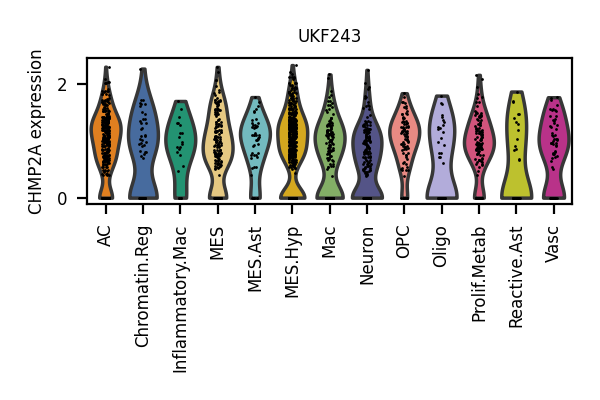 UKF243
CHMP2A expression
2
0
AC
Chromatin.Reg
Inflammatory.Mac
MES
MES.Ast
MES.Hyp
Mac
Neuron
OPC
Oligo
Prolif.Metab
Reactive.Ast
Vasc